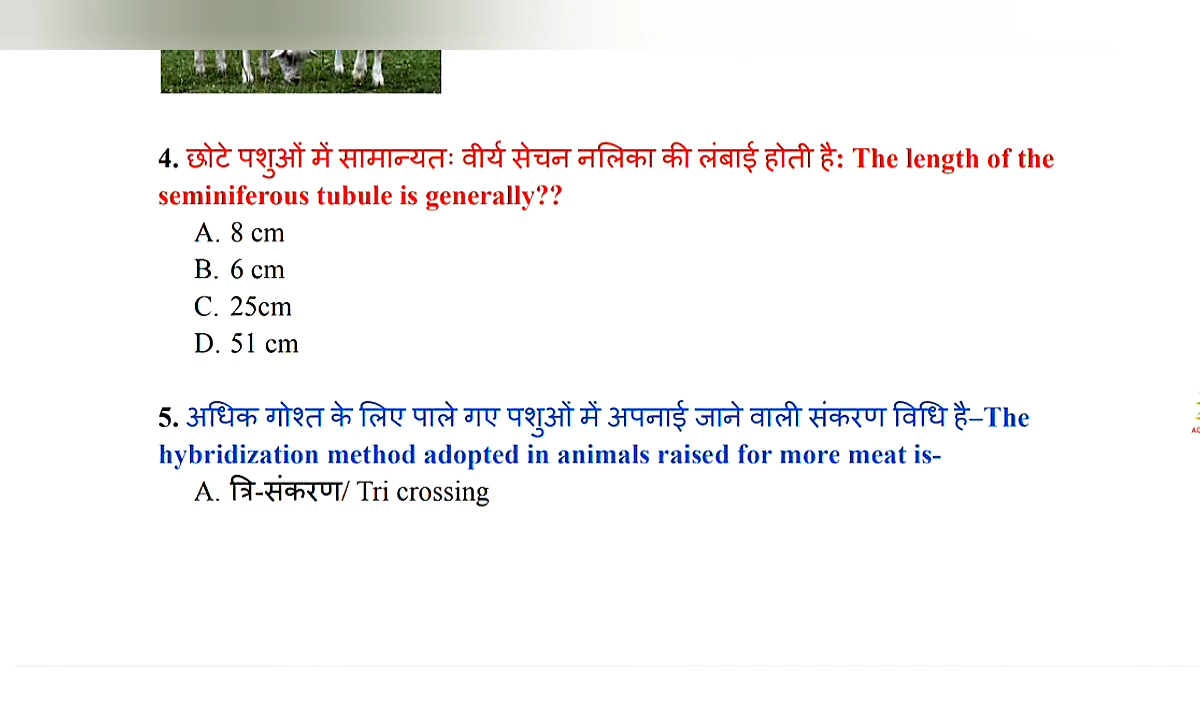 4. छोटे पशुओं में सामान्यतः वीर्य सेचन नलिका की लंबाई होती है: The length of the
seminiferous tubule is generally??
A. 8 cm
B. 6 cm
C. 25cm
D. 51 cm
5. अधिक गोश्त के लिए पाले गए पशुओं में अपनाई जाने वाली संकरण विधि है–The
hybridization method adopted in animals raised for more meat is-
A. त्रि-संकरण/ Tri crossing